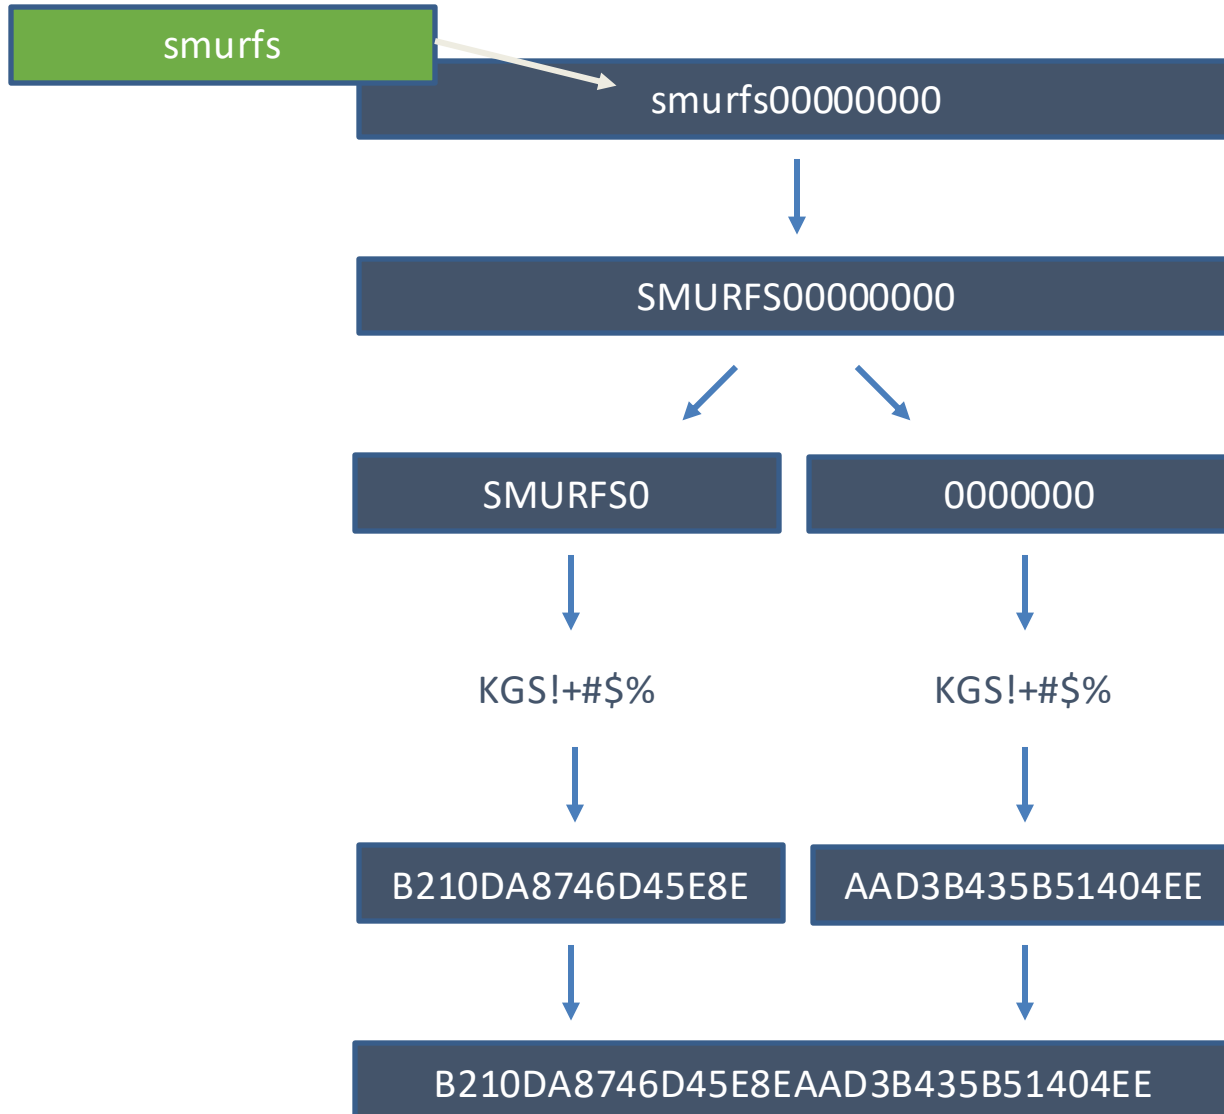 smurfs
smurfs00000000
SMURFS00000000
SMURFS0
0000000
KGS!+#$%
KGS!+#$%
B210DA8746D45E8E
AAD3B435B51404EE
B210DA8746D45E8EAAD3B435B51404EE